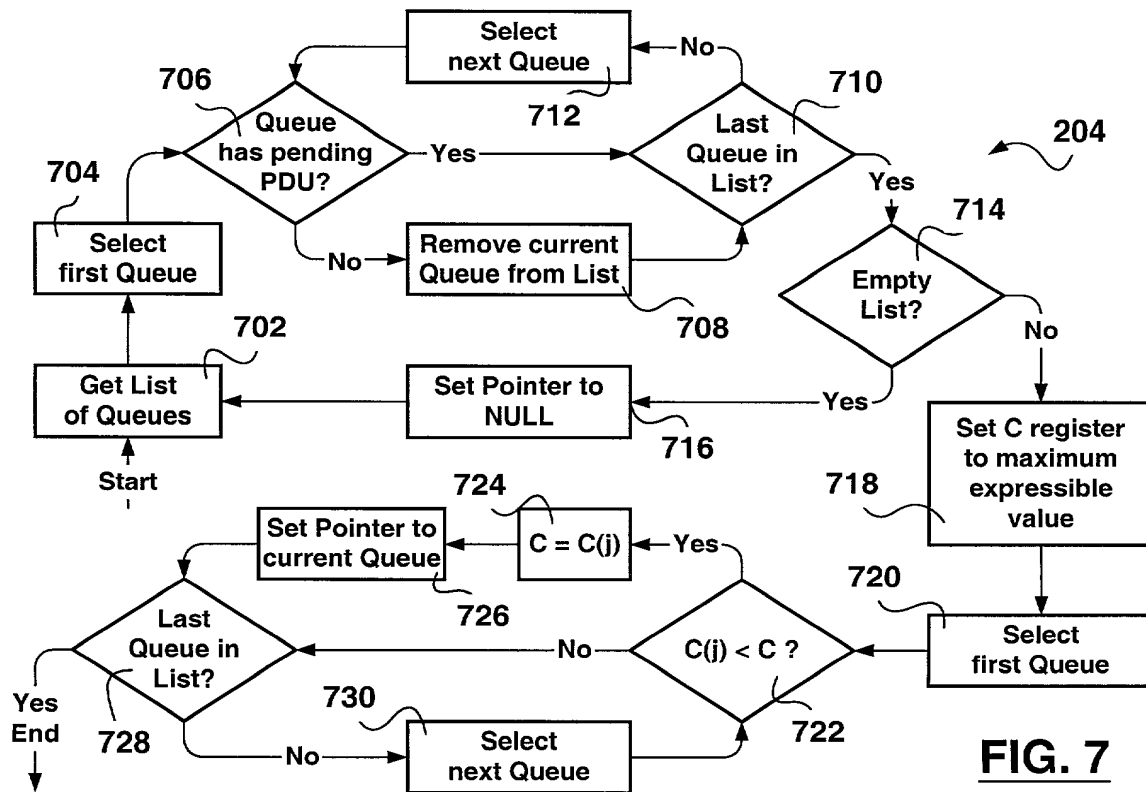 Select
next Queue
712
No
706
Queue
has pending
PDU?
Yes
710
Last
Queue in
List?
Yes
204
704
Select
first Queue
No
Remove current
Queue from List
708
714
Empty
List?
No
702
Get List
of Queues
Start
Set Pointer to
NULL
716
Yes
Set C register
to maximum
expressible
value
718
724
Set Pointer to
current Queue
726
C = C(j)
Yes
720
Select
first Queue
Last
Queue in
List?
728
No
C(j) < C ?
722
Yes
End
No
730
Select
next Queue
FIG. 7